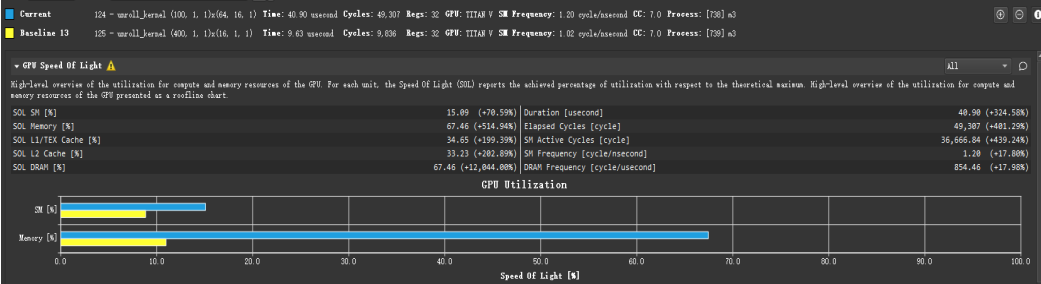 Current 124 - unroll_kernel (100, 1, 1)x(64, 16, 1) Time: 40.90 usecond Cycles: 49,307 Regs: 32 GPU: TITAN V SM Frequency: 1.20 cycle/nsecond CC: 7.0 Process: [738] m3
Baseline 13 125 - unroll_kernel (400, 1, 1)x(16, 1, 1) Time: 9.63 usecond Cycles: 9,836 Regs: 32 GPU: TITAN V SM Frequency: 1.02 cycle/nsecond CC: 7.0 Process: [739] m3
GPU Speed Of Light All
High-level overview of the utilization for compute and memory resources of the GPU. For each unit, the Speed Of Light (SOL) reports the achieved percentage of utilization with respect to the theoretical maximum. High-level overview of the utilization for compute and
memory resources of the GPU presented as a roofline chart.
SOL SM [%] 15.09 (+70.59%) Duration [usecond] 40.90 (+324.58%)
SOL Memory [%] 67.46 (+514.94%) Elapsed Cycles [cycle] 49,307 (+401.29%)
SOL L1/TEX Cache [%] 34.65 (+199.39%) SM Active Cycles [cycle] 36,666.84 (+439.24%)
SOL L2 Cache [%] 33.23 (+202.89%) SM Frequency [cycle/nsecond] 1.20 (+17.80%)
SOL DRAM [%] 67.46 (+12,044.00%) DRAM Frequency [cycle/usecond] 854.46 (+17.98%)
GPU Utilization
SM [%]
Memory [%]
0.0 10.0 20.0 30.0 40.0 50.0 60.0 70.0 80.0 90.0 100.0
Speed Of Light [%]